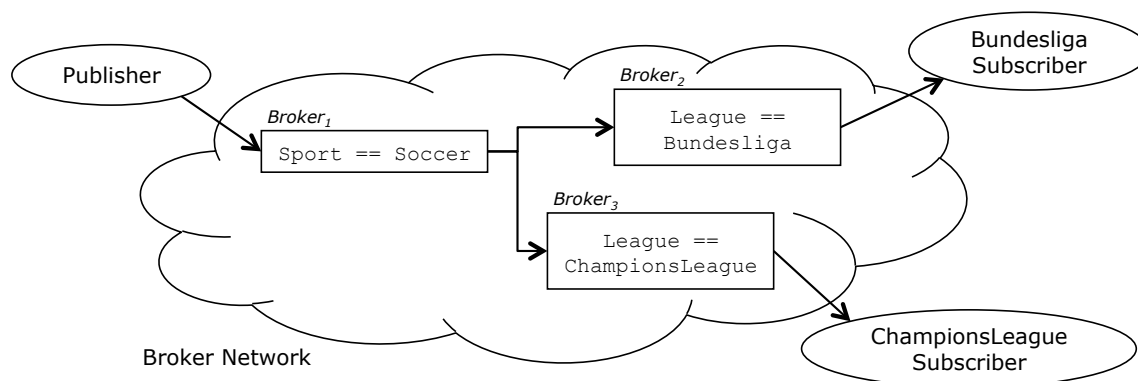 Publisher
Broker1
Sport == Soccer
Broker2
League ==
Bundesliga
Bundesliga
Subscriber
Broker3
League ==
ChampionsLeague
ChampionsLeague
Subscriber
Broker Network